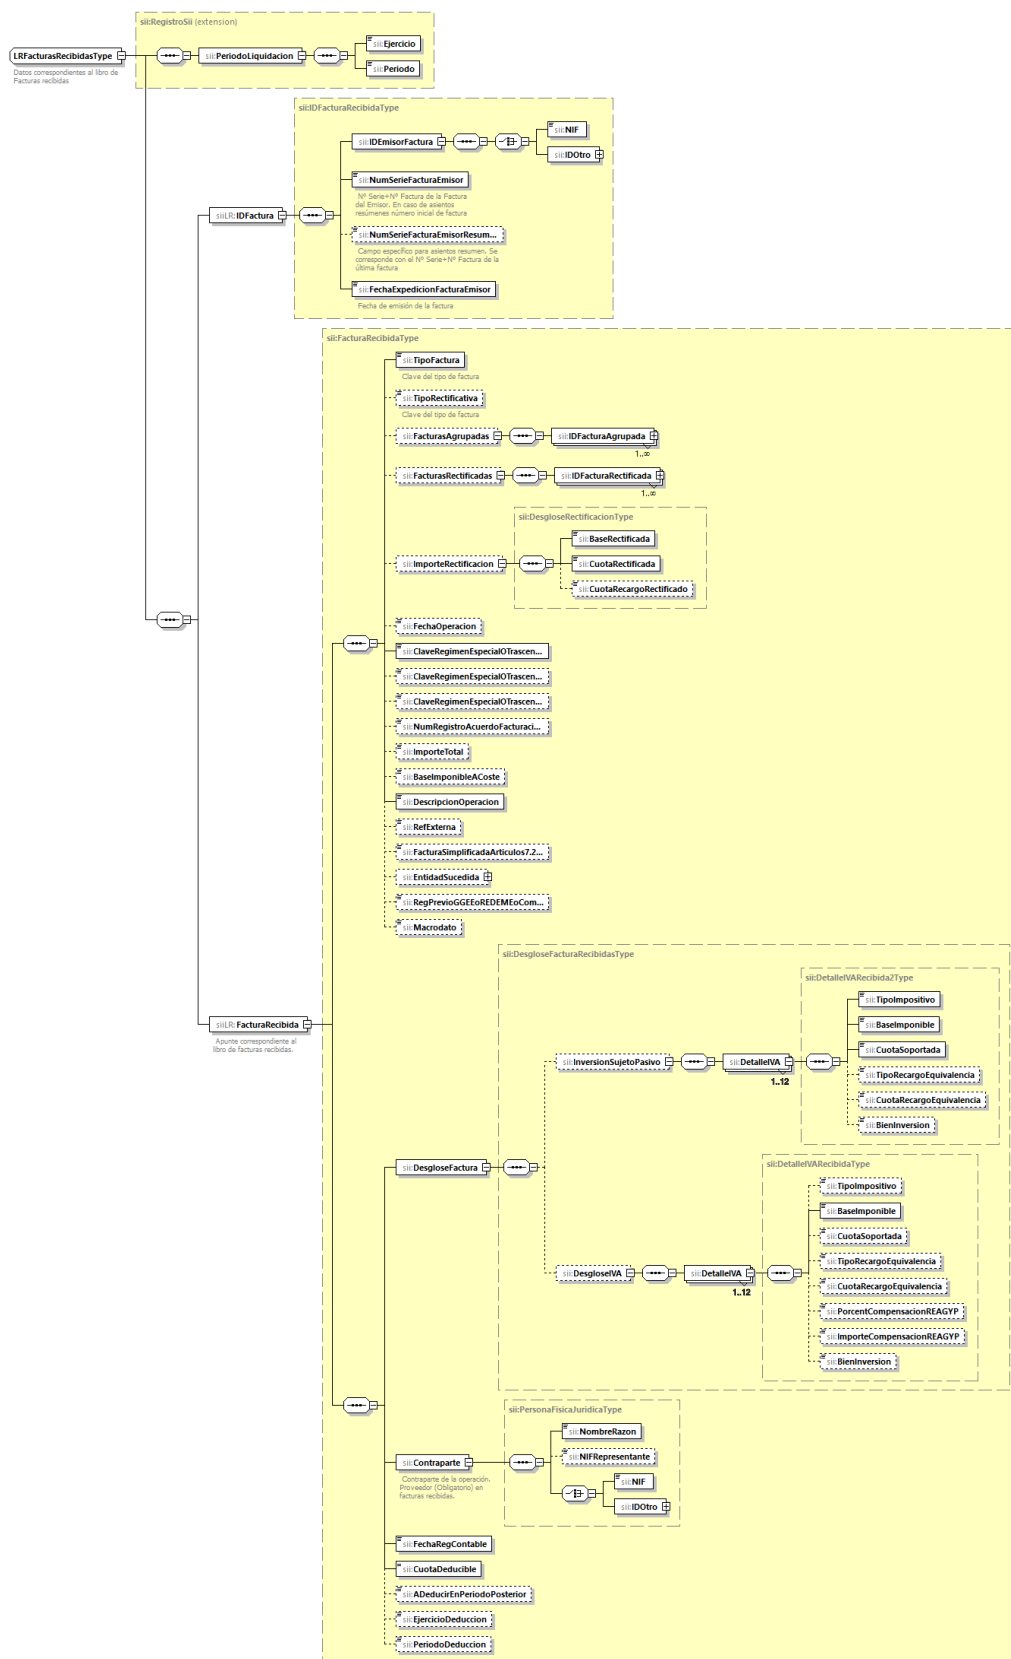 sii:RegistroSii (extension)
LRFacturasRecibidasType
Datos correspondientes al libro de
Facturas recibidas
sii:PeriodoLiquidacion
sii:Ejercicio
sii:Periodo
sii:IDFacturaRecibidaType
sii:IDEmisorFactura
sii:NIF
sii:IDOtro
sii:NumSerieFacturaEmisor
Nº Serie+Nº Factura de la Factura
del Emisor. En caso de asientos
resúmenes número inicial de factura
siiLR:IDFactura
sii:NumSerieFacturaEmisorResum...
Campo específico para asientos resumen. Se
corresponde con el Nº Serie+Nº Factura de la
última factura
sii:FechaExpedicionFacturaEmisor
Fecha de emisión de la factura
sii:FacturaRecibidaType
sii:TipoFactura
Clave del tipo de factura
sii:TipoRectificativa
Clave del tipo de factura
sii:FacturasAgrupadas
sii:IDFacturaAgrupada
1..∞
sii:FacturasRectificadas
sii:IDFacturaRectificada
1..∞
sii:DesgloseRectificacionType
sii:ImporteRectificacion
sii:BaseRectificada
sii:CuotaRectificada
sii:CuotaRecargoRectificado
sii:FechaOperacion
sii:ClaveRegimenEspecialOTrascen...
sii:ClaveRegimenEspecialOTrascen...
sii:ClaveRegimenEspecialOTrascen...
sii:NumRegistroAcuerdoFacturaci...
sii:ImporteTotal
sii:BaseImponibleACoste
sii:DescripcionOperacion
sii:RefExterna
sii:FacturaSimplificadaArticulos7.2...
sii:EntidadSucedida
sii:RegPrevioGGEEoREDEMEoCom...
sii:Macrodato
siiLR:FacturaRecibida
Apunte correspondiente al
libro de facturas recibidas.
sii:DesgloseFacturaRecibidasType
sii:DetalleIVARecibida2Type
sii:InversionSujetoPasivo
sii:DetalleIVA
1..12
sii:TipoImpositivo
sii:BaseImponible
sii:CuotaSoportada
sii:TipoRecargoEquivalencia
sii:CuotaRecargoEquivalencia
sii:BienInversion
sii:DesgloseFactura
sii:DetalleIVARecibidaType
sii:DesgloseIVA
sii:DetalleIVA
1..12
sii:TipoImpositivo
sii:BaseImponible
sii:CuotaSoportada
sii:TipoRecargoEquivalencia
sii:CuotaRecargoEquivalencia
sii:PorcentCompensacionREAGYP
sii:ImporteCompensacionREAGYP
sii:BienInversion
sii:PersonaFisicaJuridicaType
sii:Contraparte
Contraparte de la operación.
Proveedor (Obligatorio) en
facturas recibidas.
sii:NombreRazon
sii:NIFRepresentante
sii:NIF
sii:IDOtro
sii:FechaRegContable
sii:CuotaDeducible
sii:ADeducirEnPeriodoPosterior
sii:EjercicioDeduccion
sii:PeriodoDeduccion